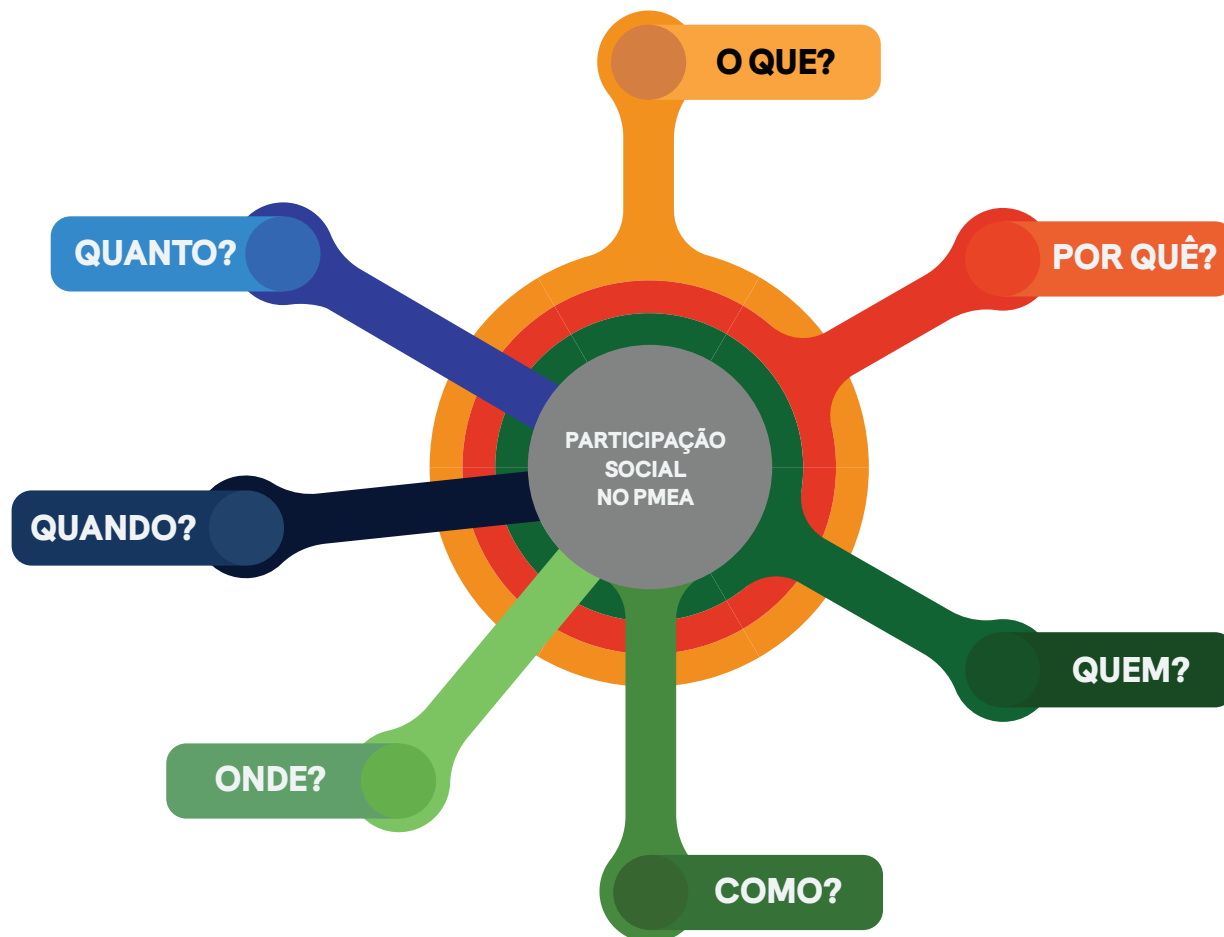 O QUE?
QUANTO?
POR QUÊ?
PARTICIPAÇÃO
SOCIAL
NO PMEA
QUANDO?
QUEM?
ONDE?
COMO?